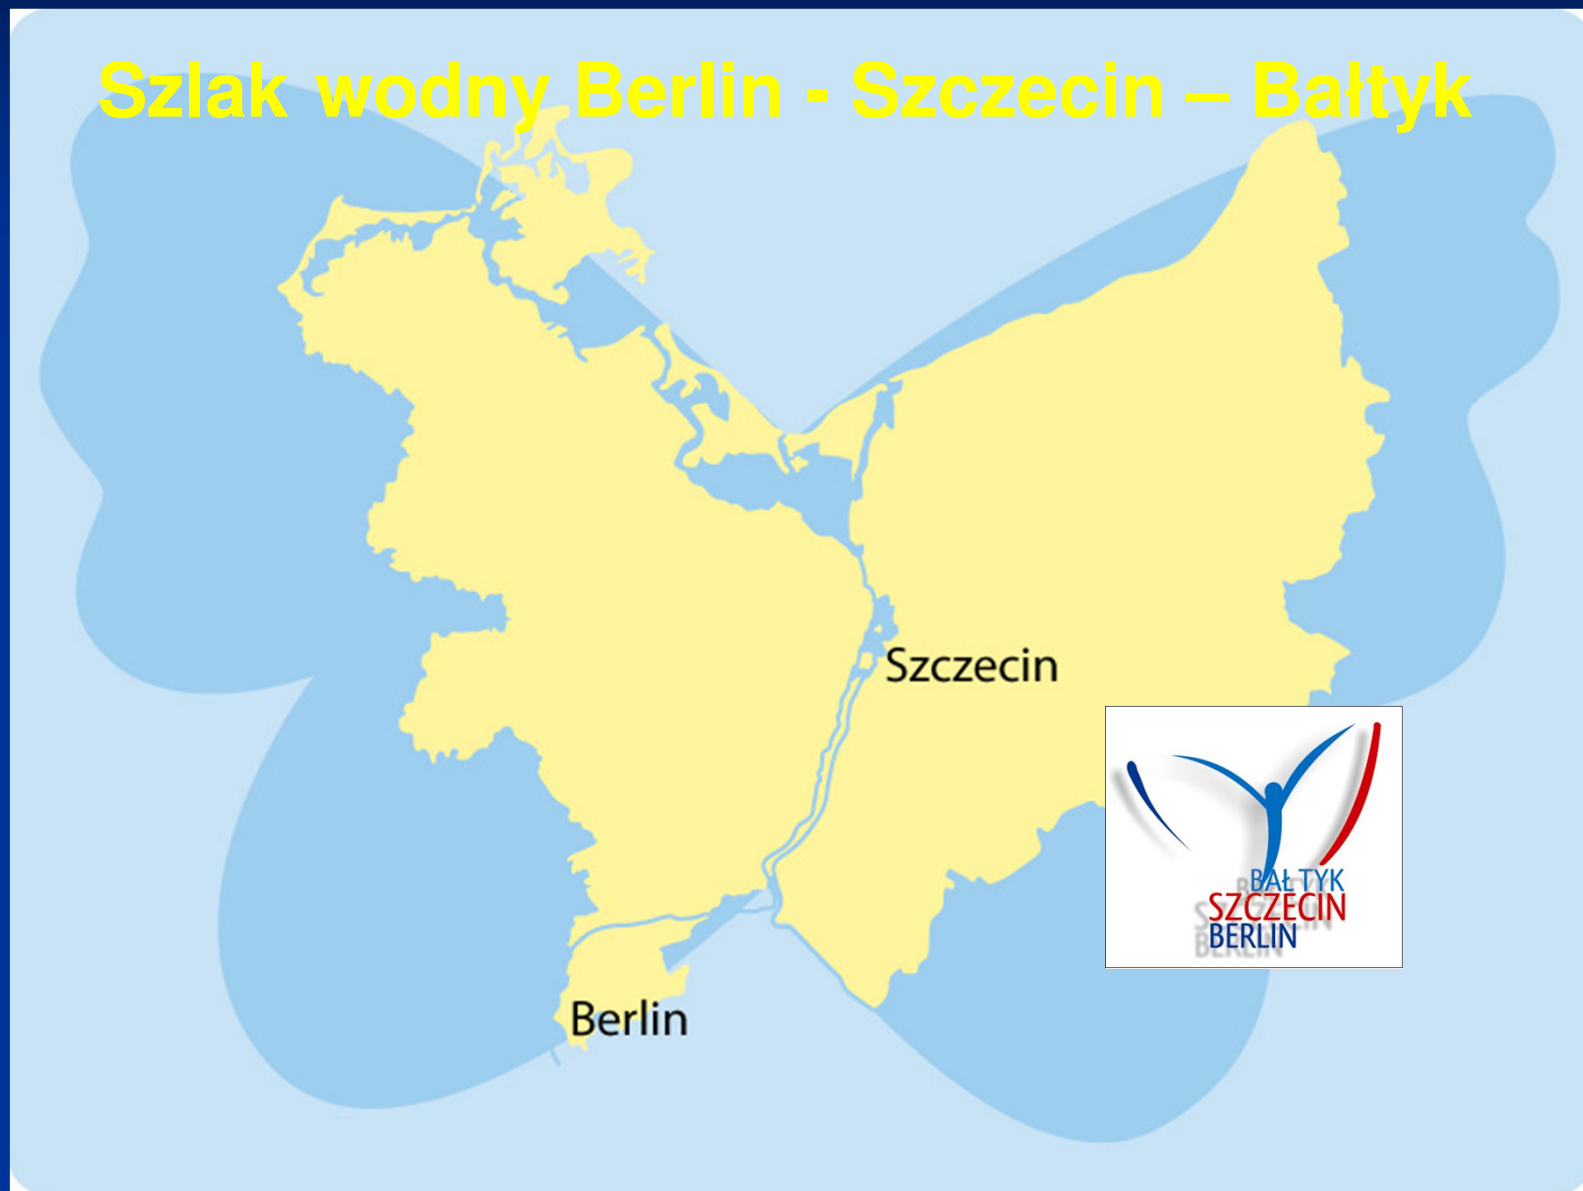 Szlak wodny Berlin - Szczecin – Bałtyk
Szczecin
BAŁTYK
SZCZECIN
BERLIN
Berlin